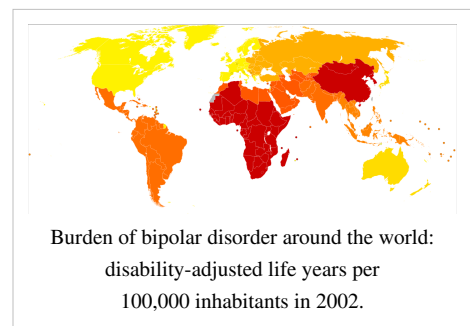 Burden of bipolar disorder around the world:
disability-adjusted life years per
100,000 inhabitants in 2002.